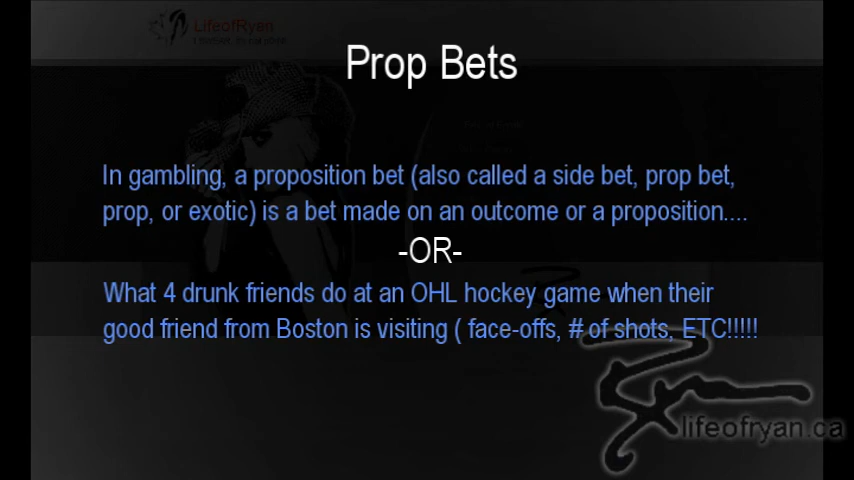 LifeofRyan
Prop Bets
In gambling, a proposition bet (also called a side bet, prop bet,
prop, or exotic) is a bet made on an outcome or a proposition....
-OR-
What 4 drunk friends do at an OHL hockey game when their
good friend from Boston is visiting ( face-offs, # of shots, ETC!!!!!
Ryan
lifeofryan.ca